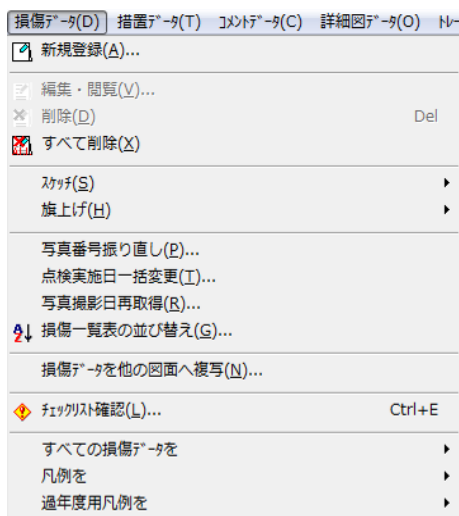 損傷ﾃﾞｰﾀ(D) 措置ﾃﾞｰﾀ(T) ｺﾒﾝﾄﾃﾞｰﾀ(C) 詳細図ﾃﾞｰﾀ(O) ﾄﾚｰ
新規登録(A)...
編集・閲覧(V)...
削除(D) Del
すべて削除(X)
ｽｹｯﾁ(S)
旗上げ(H)
写真番号振り直し(P)...
点検実施日一括変更(T)...
写真撮影日再取得(R)...
損傷一覧表の並び替え(G)...
損傷ﾃﾞｰﾀを他の図面へ複写(N)...
ﾁｪｯｸﾘｽﾄ確認(L)... Ctrl+E
すべての損傷ﾃﾞｰﾀを
凡例を
過年度用凡例を